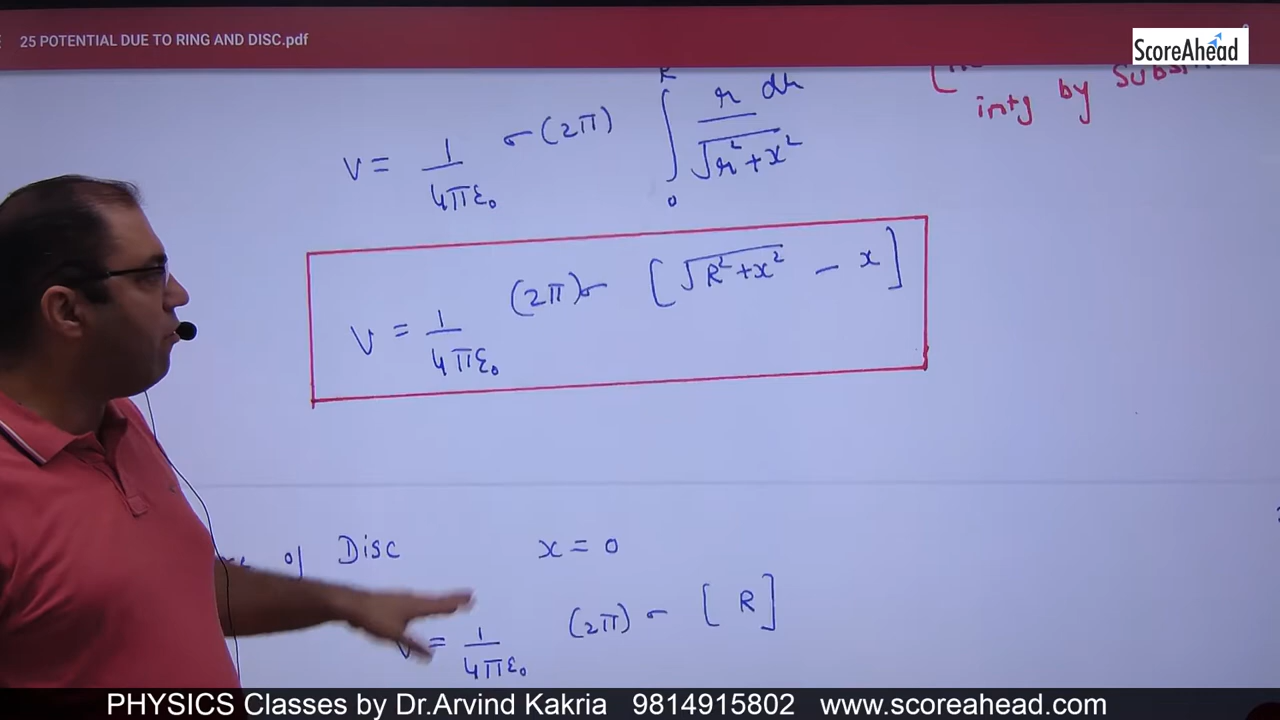 25 POTENTIAL DUE TO RING AND DISC.pdf
ScoreAhead
intg by
V = 1/4πε₀ σ(2π) ∫₀ᴿ r dr/√r²+x²
V = 1/4πε₀ (2π)σ [√R²+x² - x]
of Disc x = 0
V = 1/4πε₀ (2π)σ [R]
PHYSICS Classes by Dr.Arvind Kakria 9814915802 www.scoreahead.com